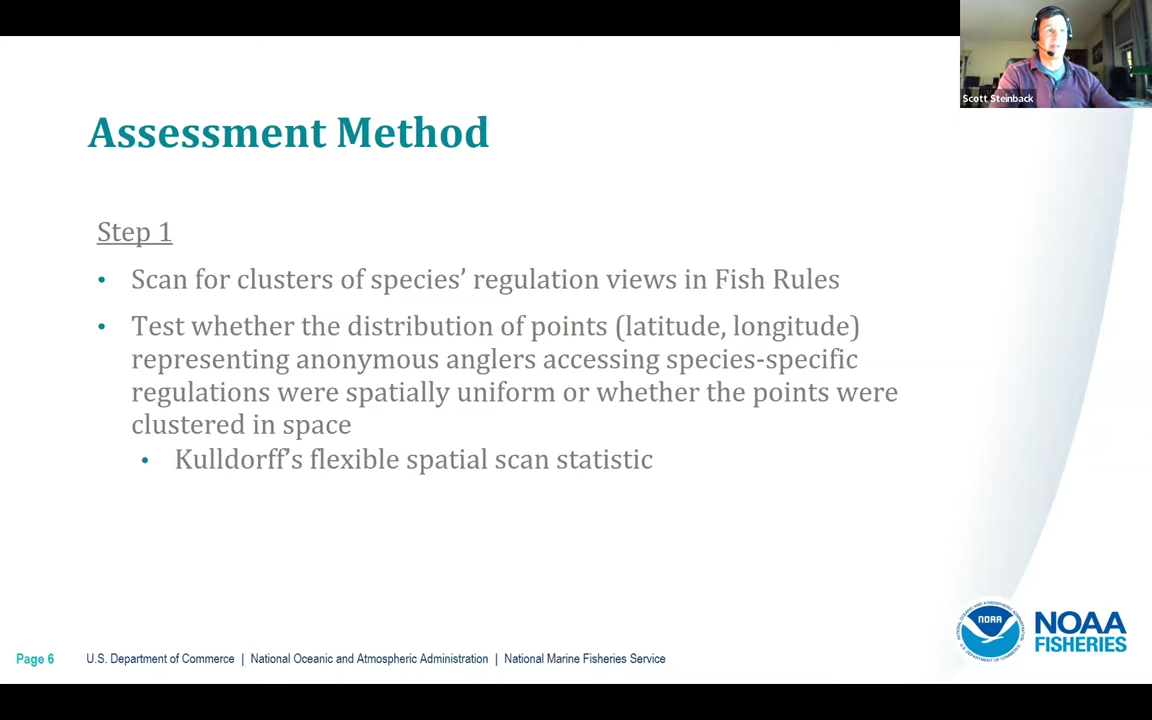 Scott Steinback
Assessment Method
Step 1
• Scan for clusters of species’ regulation views in Fish Rules
• Test whether the distribution of points (latitude, longitude)
representing anonymous anglers accessing species-specific
regulations were spatially uniform or whether the points were
clustered in space
• Kulldorff’s flexible spatial scan statistic
NOAA
NOAA
FISHERIES
Page 6
U.S. Department of Commerce | National Oceanic and Atmospheric Administration | National Marine Fisheries Service